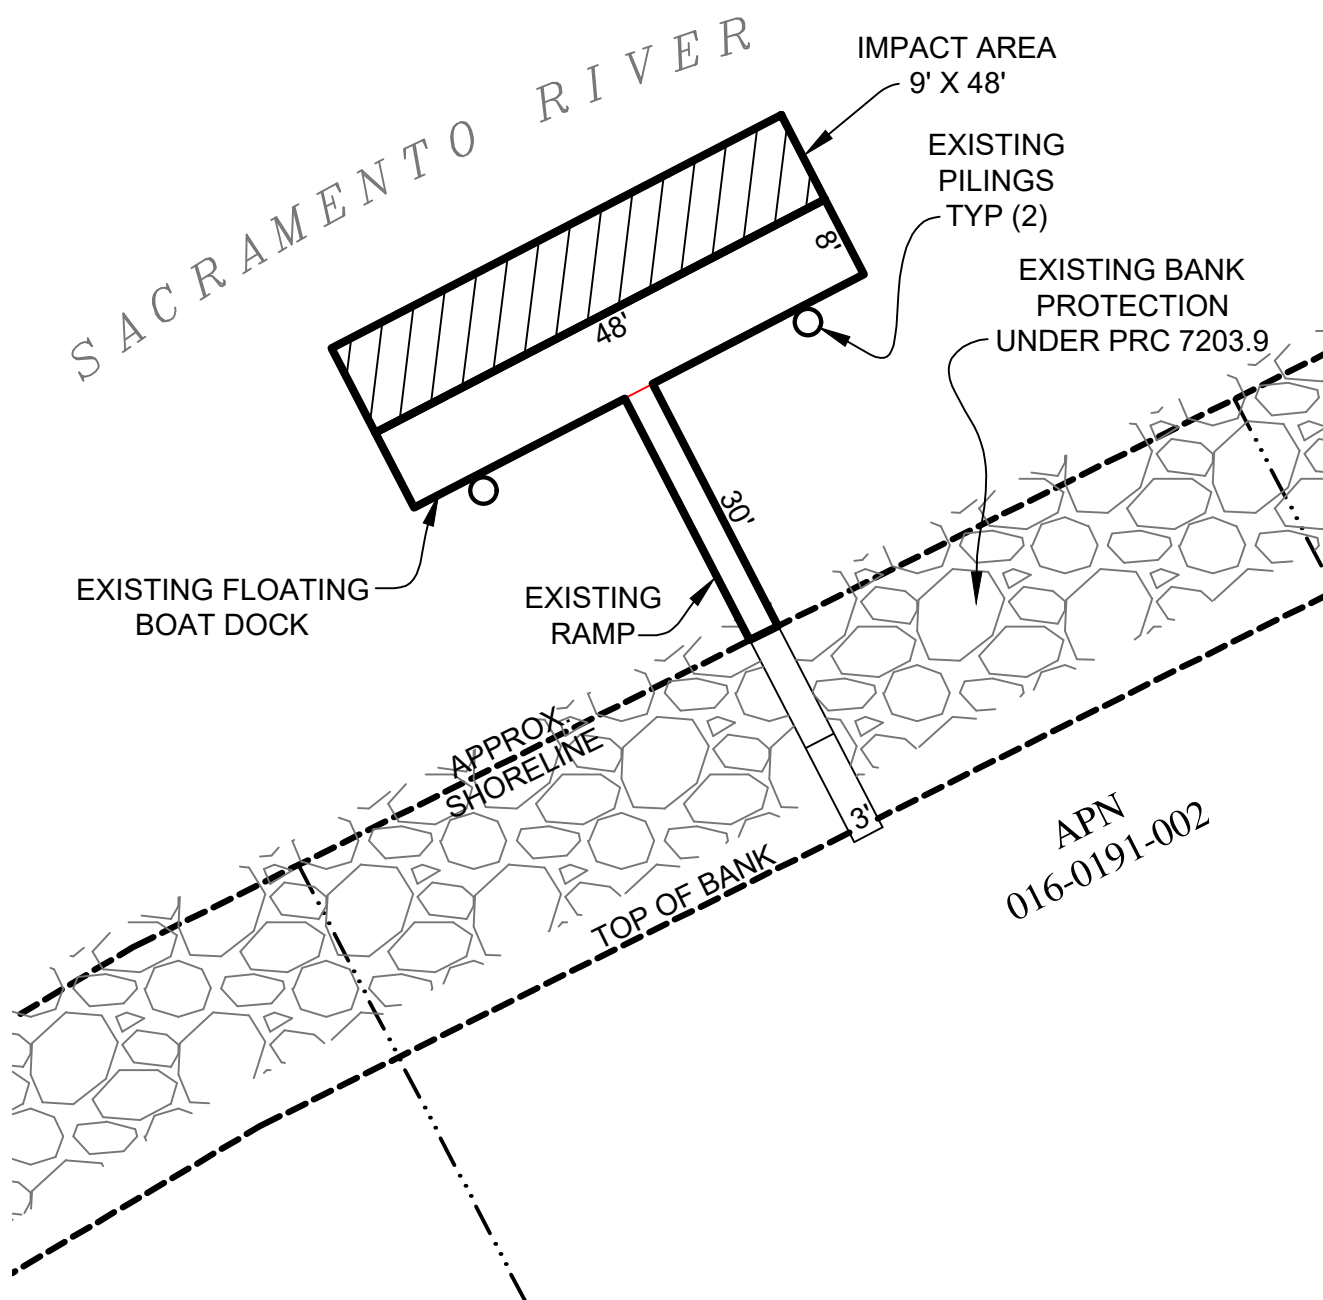 SACRAMENTO RIVER
IMPACT AREA
9' X 48'
EXISTING
PILINGS
TYP (2)
8'
EXISTING BANK
PROTECTION
UNDER PRC 7203.9
48'
30'
EXISTING FLOATING
BOAT DOCK
EXISTING
RAMP
APPROX.
SHORELINE
3'
TOP OF BANK
APN
016-0191-002